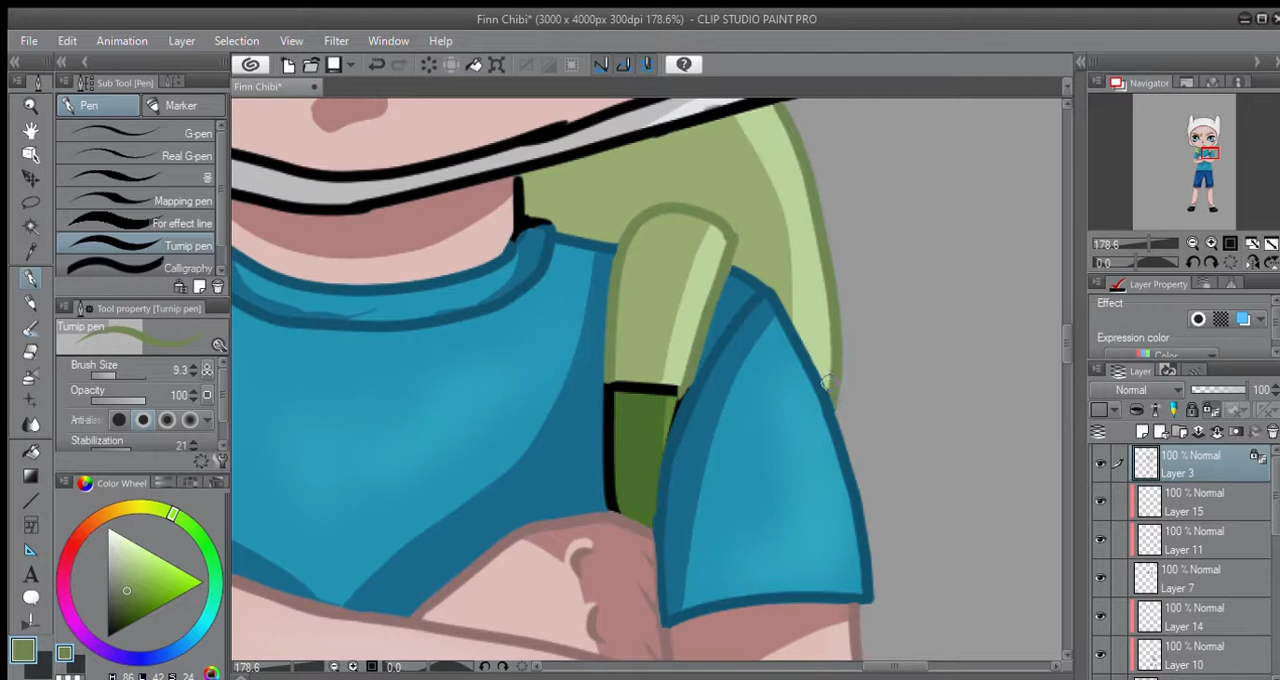 Finn Chibi* (3000 x 4000px 300dpi 178.6%) - CLIP STUDIO PAINT PRO
File Edit Animation Layer Selection View Filter Window Help
Sub Tool [Pen]
Finn Chibi*
Navigator
Pen Marker
G-pen
Real G-pen
Mapping pen
For effect line
Turnip pen
Calligraphy
178.6
0.0
Layer Property
Effect
Expression color
Color
Tool property [Turnip pen]
Turnip pen
Brush Size 9.3
Opacity 100
Anti-alias
Stabilization 21
Color Wheel
Layer
Normal 100
100 % Normal
Layer 3
100 % Normal
Layer 15
100 % Normal
Layer 11
100 % Normal
Layer 7
100 % Normal
Layer 14
100 % Normal
Layer 10
178.6 0.0
H 86 L 42 S 24